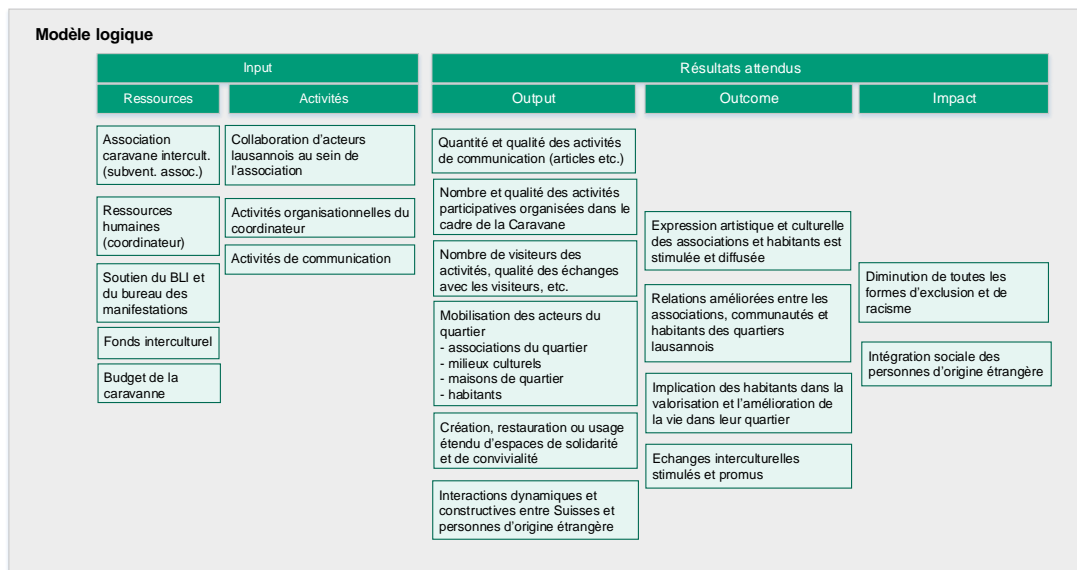 Modèle logique
Input
Résultats attendus
Ressources
Activités
Output
Outcome
Impact
Association
caravane intercult.
(subvent. assoc.)
Ressources
humaines
(coordinateur)
Soutien du BLI et
du bureau des
manifestations
Fonds interculturel
Budget de la
caravanne
Collaboration d'acteurs
lausannois au sein de
l'association
Activités organisationnelles du
coordinateur
Activités de communication
Quantité et qualité des activités
de communication (articles etc.)
Nombre et qualité des activités
participatives organisées dans le
cadre de la Caravane
Nombre de visiteurs des
activités, qualité des échanges
avec les visiteurs, etc.
Mobilisation des acteurs du
quartier
- associations du quartier
- milieux culturels
- maisons de quartier
- habitants
Création, restauration ou usage
étendu d'espaces de solidarité
et de convivialité
Interactions dynamiques et
constructives entre Suisses et
personnes d'origine étrangère
Expression artistique et culturelle
des associations et habitants est
stimulée et diffusée
Relations améliorées entre les
associations, communautés et
habitants des quartiers
lausannois
Implication des habitants dans la
valorisation et l'amélioration de
la vie dans leur quartier
Echanges interculturelles
stimulés et promus
Diminution de toutes les
formes d'exclusion et de
racisme
Intégration sociale des
personnes d'origine étrangère